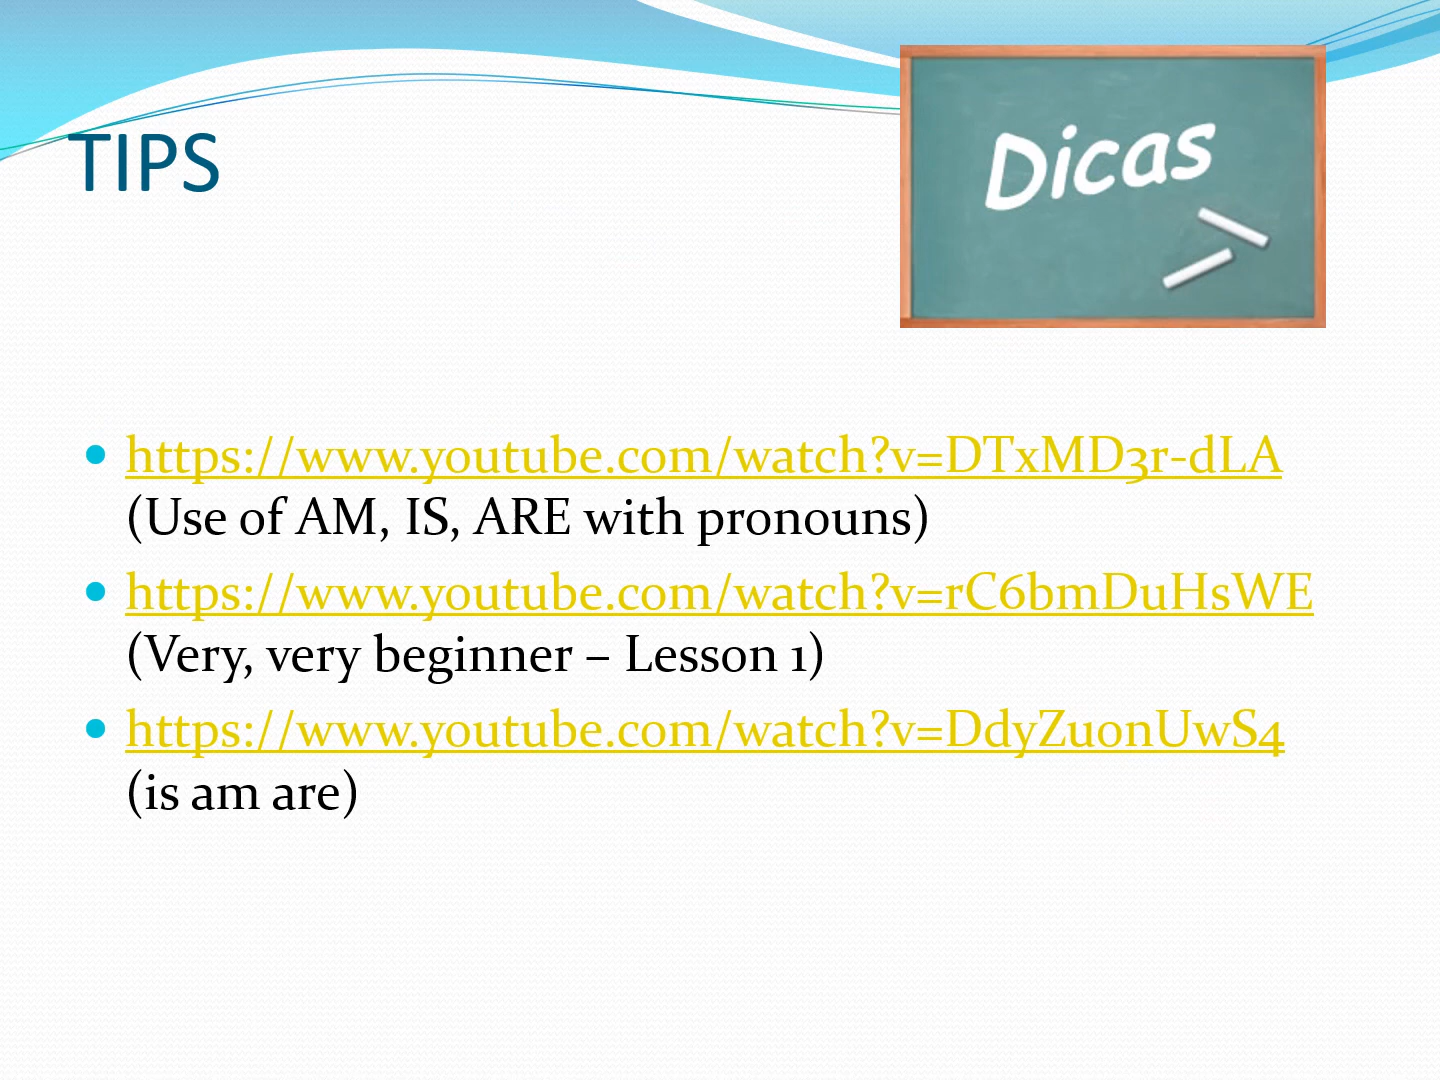 TIPS
Dicas
https://www.youtube.com/watch?v=DTxMD3r-dLA
(Use of AM, IS, ARE with pronouns)
https://www.youtube.com/watch?v=rC6bmDuHsWE
(Very, very beginner – Lesson 1)
https://www.youtube.com/watch?v=DdyZuonUwS4
(is am are)